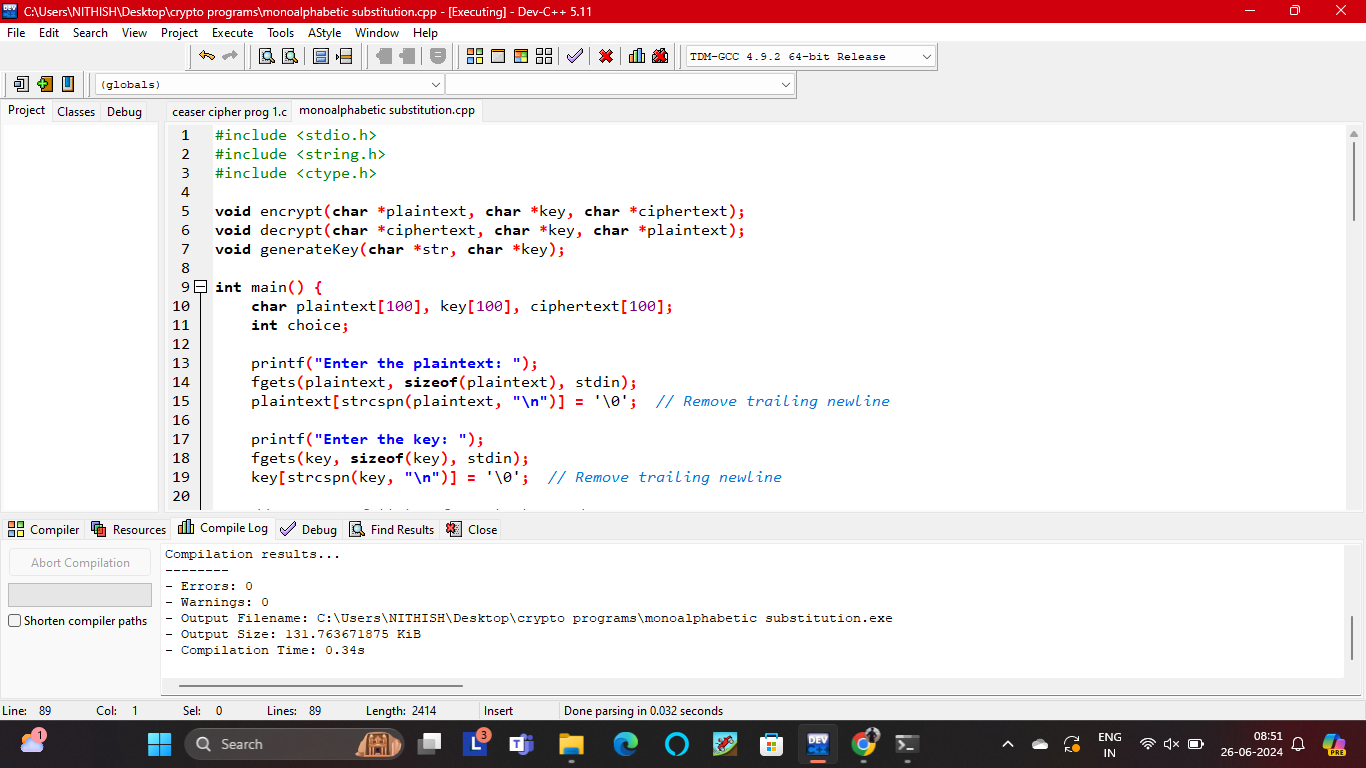 C:\Users\NITHISH\Desktop\crypto programs\monoalphabetic substitution.cpp - [Executing] - Dev-C++ 5.11
File Edit Search View Project Execute Tools AStyle Window Help
TDM-GCC 4.9.2 64-bit Release
(globals)
Project Classes Debug ceaser cipher prog 1.c monoalphabetic substitution.cpp
1 #include <stdio.h>
2 #include <string.h>
3 #include <ctype.h>
4
5 void encrypt(char *plaintext, char *key, char *ciphertext);
6 void decrypt(char *ciphertext, char *key, char *plaintext);
7 void generateKey(char *str, char *key);
8
9 int main() {
10 char plaintext[100], key[100], ciphertext[100];
11 int choice;
12
13 printf("Enter the plaintext: ");
14 fgets(plaintext, sizeof(plaintext), stdin);
15 plaintext[strcspn(plaintext, "\n")] = '\0'; // Remove trailing newline
16
17 printf("Enter the key: ");
18 fgets(key, sizeof(key), stdin);
19 key[strcspn(key, "\n")] = '\0'; // Remove trailing newline
20
Compiler Resources Compile Log Debug Find Results Close
Abort Compilation
Shorten compiler paths
Compilation results...
--------
- Errors: 0
- Warnings: 0
- Output Filename: C:\Users\NITHISH\Desktop\crypto programs\monoalphabetic substitution.exe
- Output Size: 131.763671875 KiB
- Compilation Time: 0.34s
Line: 89 Col: 1 Sel: 0 Lines: 89 Length: 2414 Insert Done parsing in 0.032 seconds
1 Search L 3 DEV ENG IN 08:51 26-06-2024 PRE